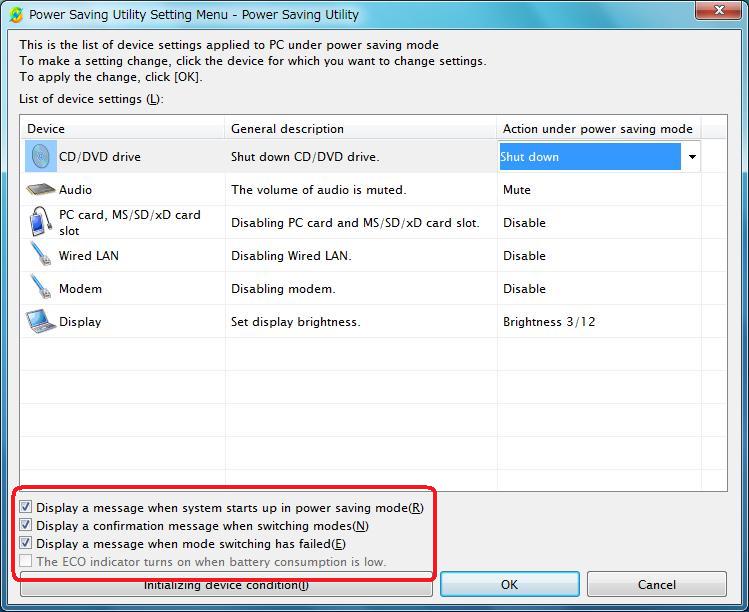 Power Saving Utility Setting Menu - Power Saving Utility
This is the list of device settings applied to PC under power saving mode
To make a setting change, click the device for which you want to change settings.
To apply the change, click [OK].
List of device settings (L):
Device General description Action under power saving mode
CD/DVD drive Shut down CD/DVD drive. Shut down
Audio The volume of audio is muted. Mute
PC card, MS/SD/xD card
slot Disabling PC card and MS/SD/xD card slot. Disable
Wired LAN Disabling Wired LAN. Disable
Modem Disabling modem. Disable
Display Set display brightness. Brightness 3/12
Display a message when system starts up in power saving mode(R)
Display a confirmation message when switching modes(N)
Display a message when mode switching has failed(E)
The ECO indicator turns on when battery consumption is low.
Initializing device condition(I) OK Cancel